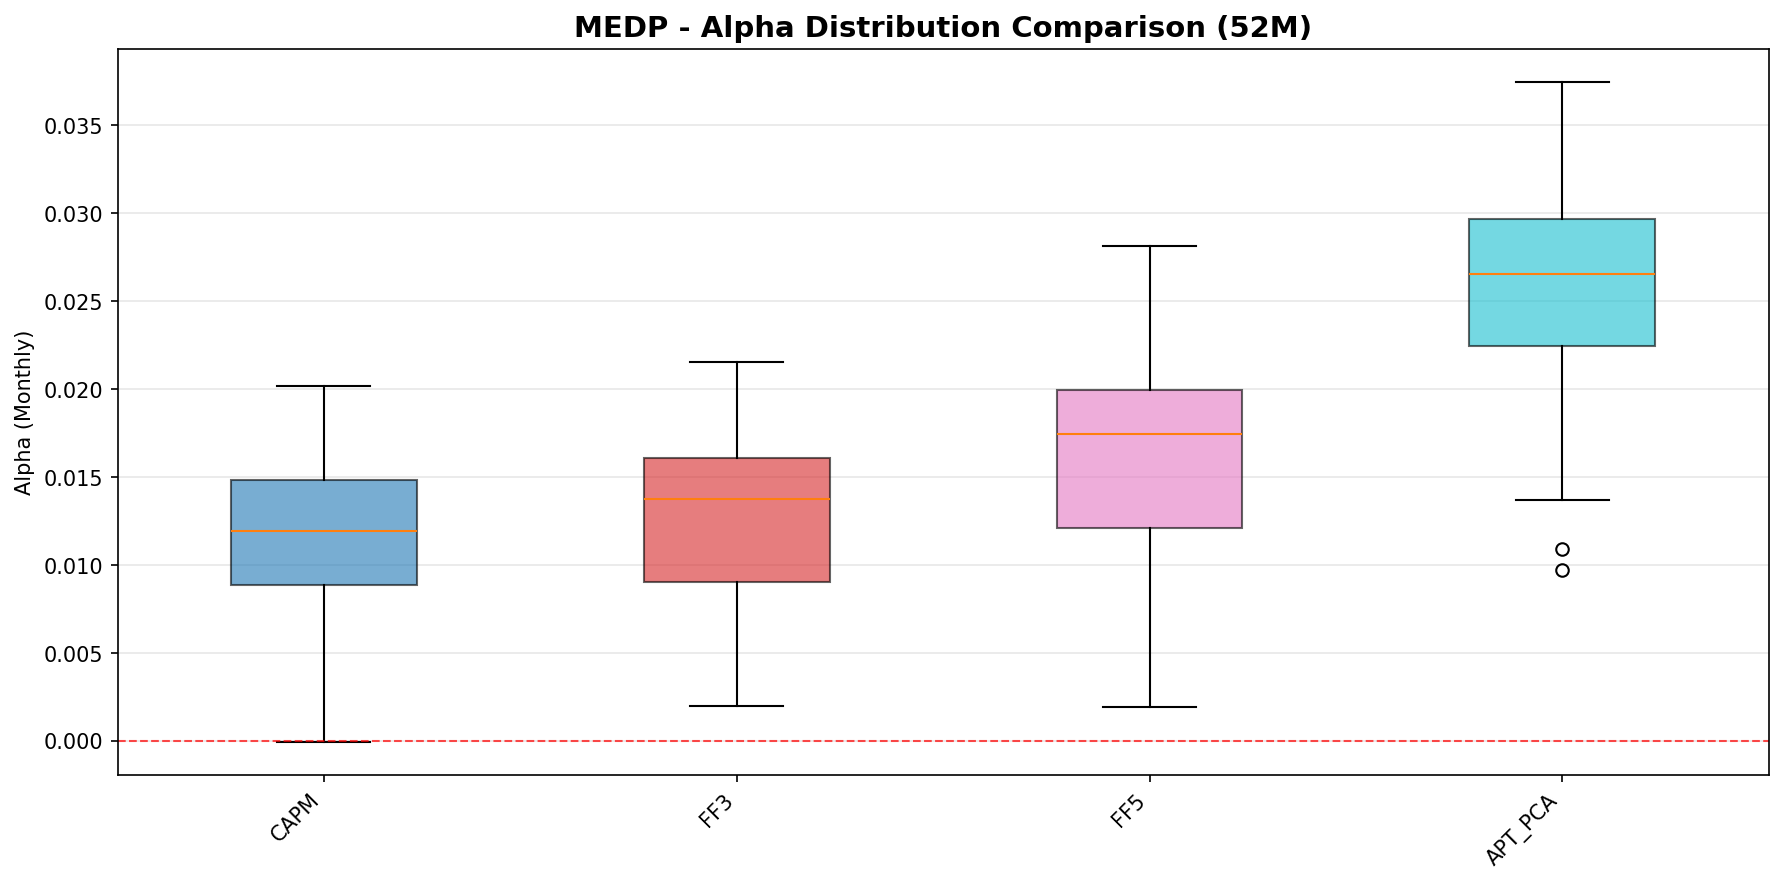 MEDP - Alpha Distribution Comparison (52M)
Alpha (Monthly)
0.035
0.030
0.025
0.020
0.015
0.010
0.005
0.000
CAPM
FF3
FF5
APT_PCA